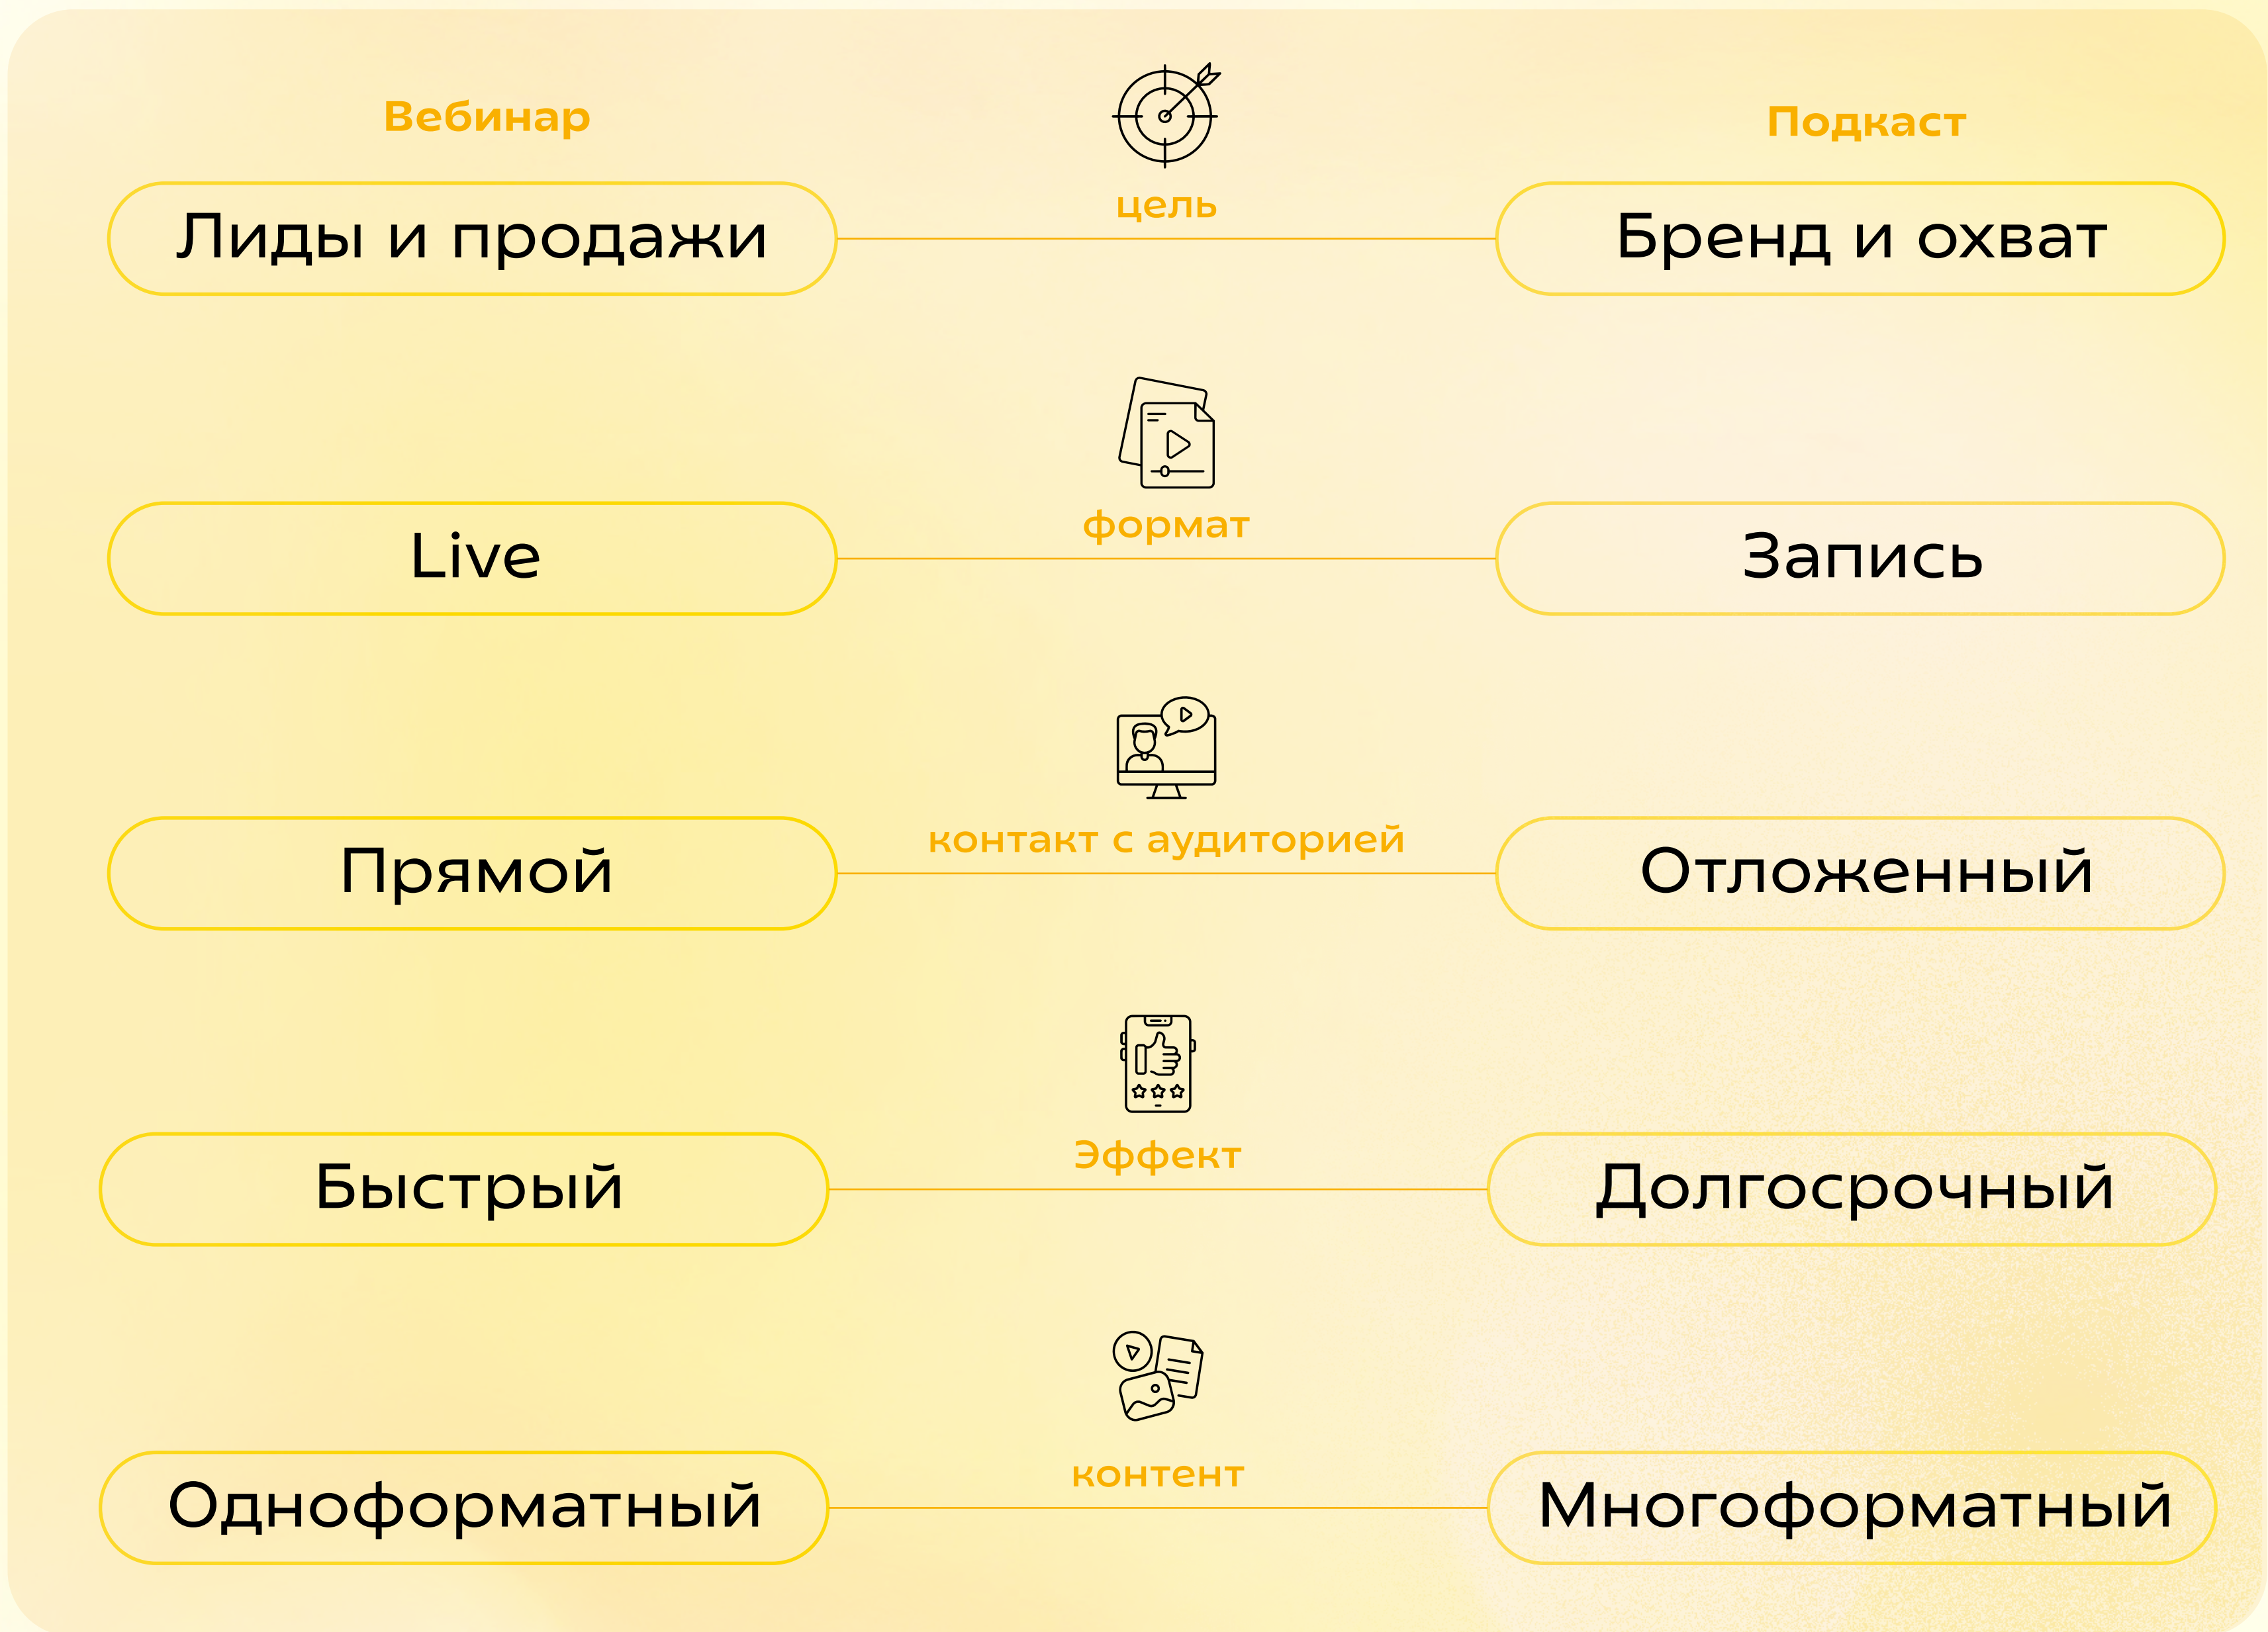 Вебинар
Подкаст
цель
Лиды и продажи
Бренд и охват
формат
Live
Запись
контакт с аудиторией
Прямой
Отложенный
Эффект
Быстрый
Долгосрочный
контент
Одноформатный
Многоформатный